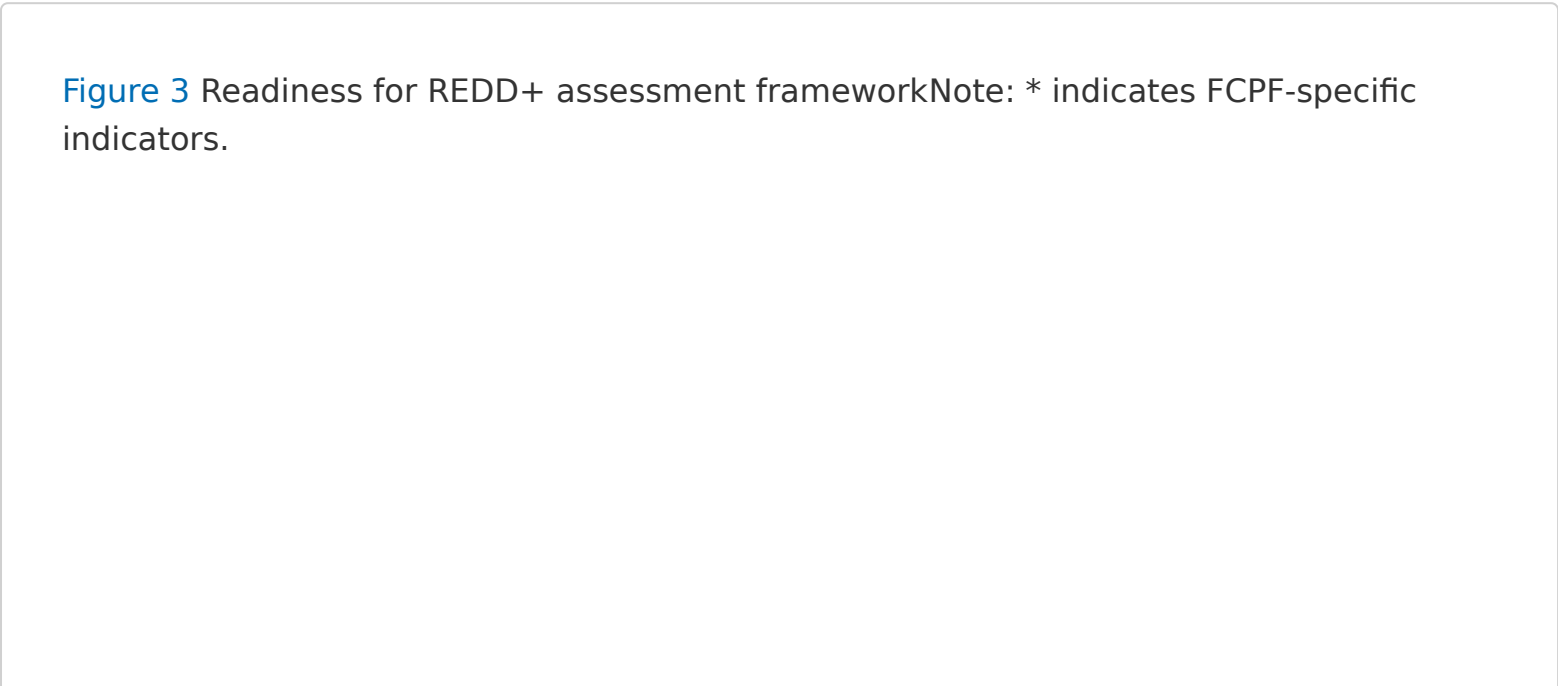 Figure 3 Readiness for REDD+ assessment frameworkNote: * indicates FCPF-specific
indicators.